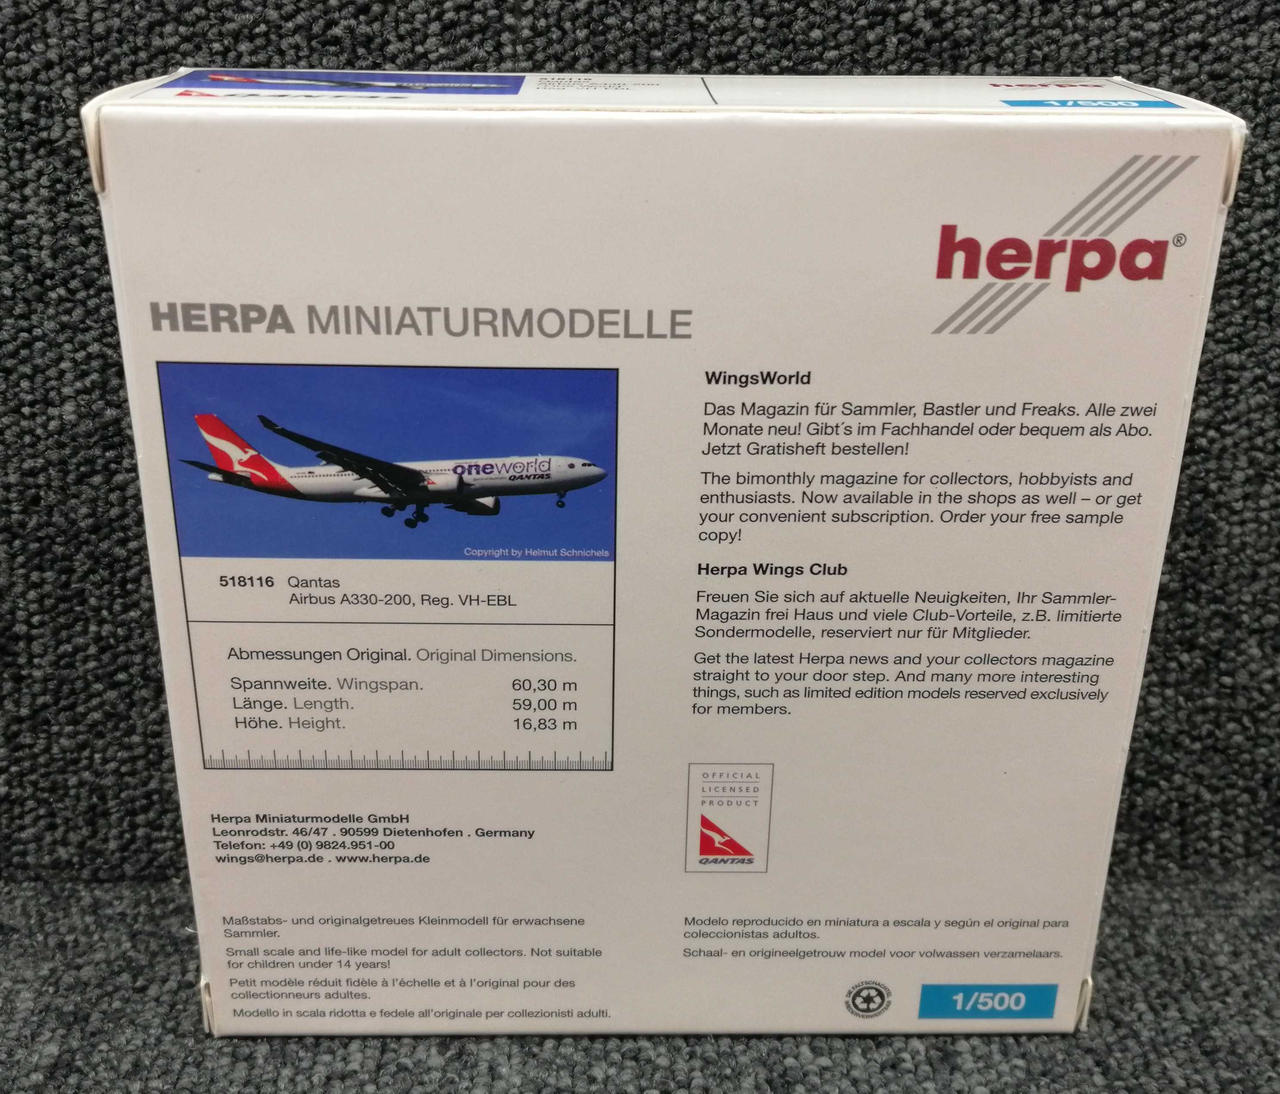 518116
QANTAS
Reg. VH-EBL
herpa
1/500
herpa®
HERPA MINIATURMODELLE
oneworld
QANTAS
Copyright by Helmut Schnichels
518116 Qantas
Airbus A330-200, Reg. VH-EBL
Abmessungen Original. Original Dimensions.
Spannweite. Wingspan. 60,30 m
Länge. Length. 59,00 m
Höhe. Height. 16,83 m
WingsWorld
Das Magazin für Sammler, Bastler und Freaks. Alle zwei
Monate neu! Gibt´s im Fachhandel oder bequem als Abo.
Jetzt Gratisheft bestellen!
The bimonthly magazine for collectors, hobbyists and
enthusiasts. Now available in the shops as well – or get
your convenient subscription. Order your free sample
copy!
Herpa Wings Club
Freuen Sie sich auf aktuelle Neuigkeiten, Ihr Sammler-
Magazin frei Haus und viele Club-Vorteile, z.B. limitierte
Sondermodelle, reserviert nur für Mitglieder.
Get the latest Herpa news and your collectors magazine
straight to your door step. And many more interesting
things, such as limited edition models reserved exclusively
for members.
OFFICIAL
LICENSED
PRODUCT
QANTAS
Herpa Miniaturmodelle GmbH
Leonrodstr. 46/47 . 90599 Dietenhofen . Germany
Telefon: +49 (0) 9824.951-00
wings@herpa.de . www.herpa.de
Maßstabs- und originalgetreues Kleinmodell für erwachsene
Sammler.
Small scale and life-like model for adult collectors. Not suitable
for children under 14 years!
Petit modèle réduit fidèle à l'échelle et à l'original pour des
collectionneurs adultes.
Modello in scala ridotta e fedele all'originale per collezionisti adulti.
Modelo reproducido en miniatura a escala y según el original para
coleccionistas adultos.
Schaal- en origineelgetrouw model voor volwassen verzamelaars.
1/500